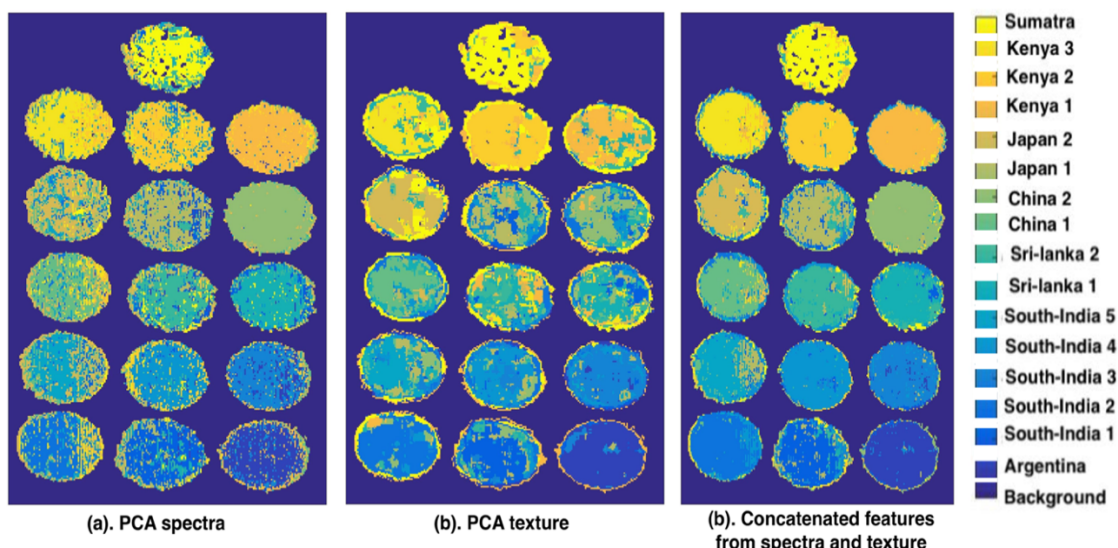 Sumatra
Kenya 3
Kenya 2
Kenya 1
Japan 2
Japan 1
China 2
China 1
Sri-lanka 2
Sri-lanka 1
South-India 5
South-India 4
South-India 3
South-India 2
South-India 1
Argentina
Background
(a). PCA spectra
(b). PCA texture
(b). Concatenated features
from spectra and texture